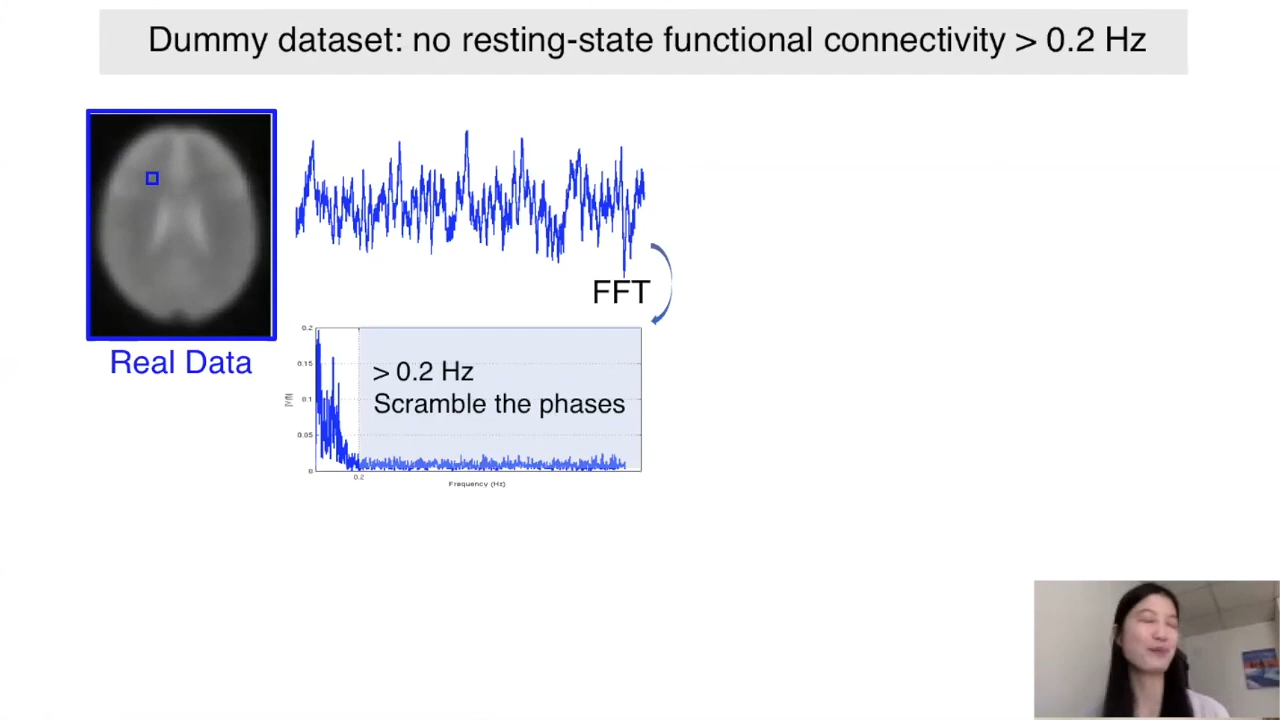 Dummy dataset: no resting-state functional connectivity > 0.2 Hz
FFT
Real Data
> 0.2 Hz
Scramble the phases
0.2
0.15
0.1
0.05
0
0.2
Frequency (Hz)